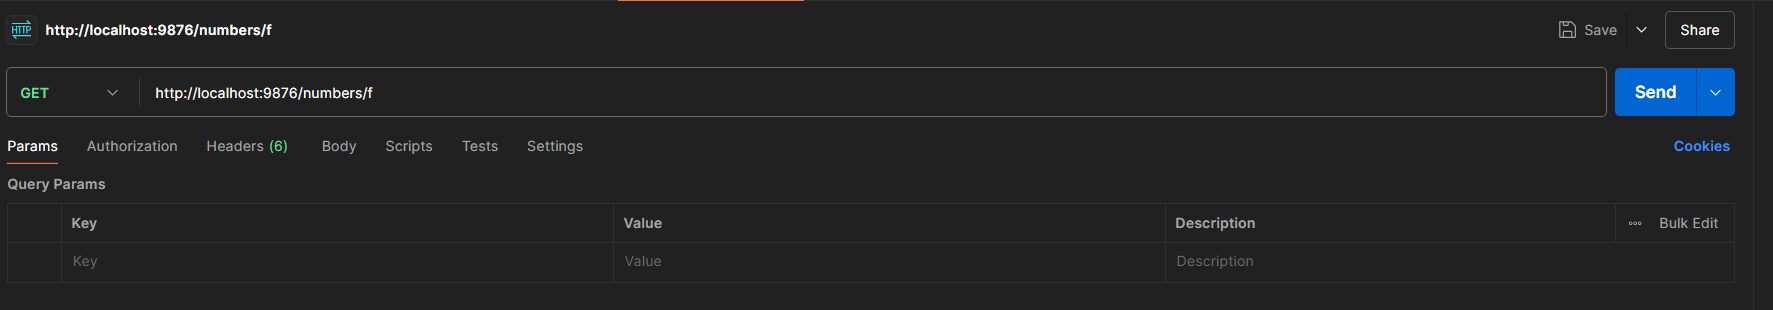 HTTP http://localhost:9876/numbers/f Save Share
GET http://localhost:9876/numbers/f Send
Params Authorization Headers (6) Body Scripts Tests Settings Cookies
Query Params
Key Value Description Bulk Edit
Key Value Description